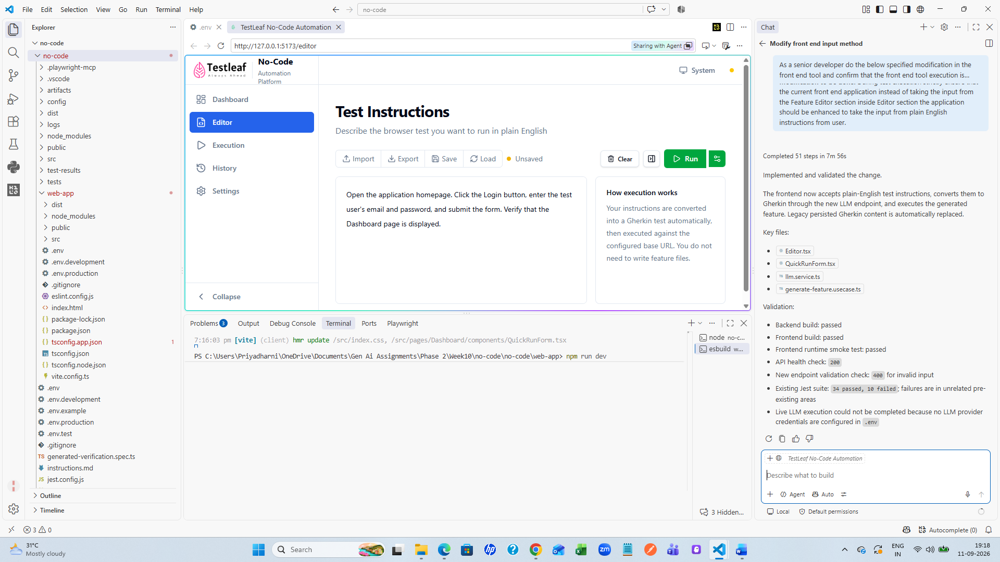 File Edit Selection View Go Run Terminal Help
no-code
Explorer
no-code
no-code
.playwright-mcp
.vscode
artifacts
config
dist
logs
node_modules
public
src
test-results
tests
web-app
dist
node_modules
public
src
.env
.env.development
.env.production
.gitignore
eslint.config.js
index.html
package-lock.json
package.json
tsconfig.app.json 1
tsconfig.json
tsconfig.node.json
vite.config.ts
.env
.env.development
.env.example
.env.production
.env.test
.gitignore
generated-verification.spec.ts
instructions.md
jest.config.js
Outline
Timeline
.env
TestLeaf No-Code Automation
http://127.0.0.1:5173/editor
Sharing with Agent
Testleaf
Always Ahead
No-Code
Automation
Platform
System
Dashboard
Editor
Execution
History
Settings
Collapse
Test Instructions
Describe the browser test you want to run in plain English
Import Export Save Load Unsaved
Clear Run
Open the application homepage. Click the Login button, enter the test
user's email and password, and submit the form. Verify that the
Dashboard page is displayed.
How execution works
Your instructions are converted
into a Gherkin test automatically,
then executed against the
configured base URL. You do not
need to write feature files.
Problems 3 Output Debug Console Terminal Ports Playwright
7:16:03 pm [vite] (client) hmr update /src/index.css, /src/pages/Dashboard/components/QuickRunForm.tsx
PS C:\Users\Priyadharni\OneDrive\Documents\Gen Ai Assignments\Phase 2\Week10\no-code\no-code\web-app> npm run dev
node no-c...
esbuild w...
3 Hidden...
Chat
Modify front end input method
As a senior developer do the below specified modification in the
front end tool and confirm that the front end tool execution is...
the current front end application instead of taking the input from
the Feature Editor section inside Editor section the application
should be enhanced to take the input from plain English
instructions from user.
Completed 51 steps in 7m 56s
Implemented and validated the change.
The frontend now accepts plain-English test instructions, converts them to
Gherkin through the new LLM endpoint, and executes the generated
feature. Legacy persisted Gherkin content is automatically replaced.
Key files:
Editor.tsx
QuickRunForm.tsx
TS llm.service.ts
TS generate-feature.usecase.ts
Validation:
Backend build: passed
Frontend build: passed
Frontend runtime smoke test: passed
API health check: 200
New endpoint validation check: 400 for invalid input
Existing Jest suite: 34 passed, 10 failed; failures are in unrelated pre-
existing areas
Live LLM execution could not be completed because no LLM provider
credentials are configured in .env
TestLeaf No-Code Automation
Describe what to build
Agent Auto
Local Default permissions
3 0
Autocomplete (0)
31°C
Mostly cloudy
Search
ENG
IN
19:18
11-09-2026